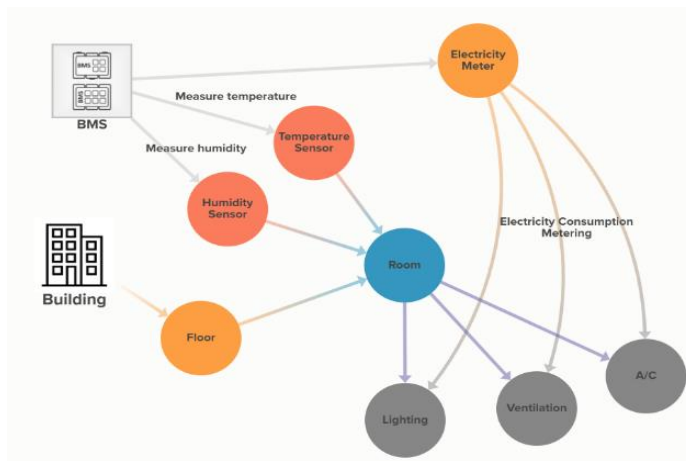 Electricity
Meter
BMS
BMS
BMS
Measure temperature
Temperature
Sensor
Measure humidity
Humidity
Sensor
Electricity Consumption
Metering
Room
Building
Floor
A/C
Ventilation
Lighting